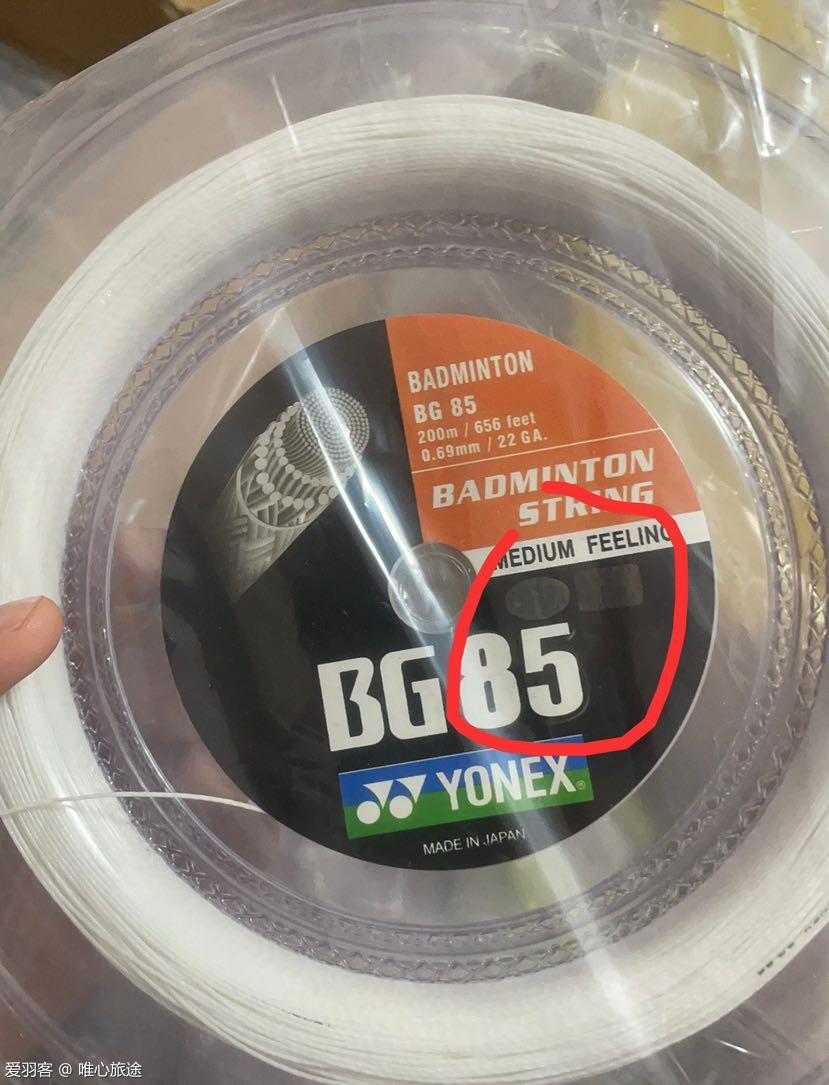 BADMINTON
BG 85
200m / 656 feet
0.69mm / 22 GA.
BADMINTON
STRING
MEDIUM FEELING
BG85
YONEX®
MADE IN JAPAN
爱羽客 @ 唯心旅途